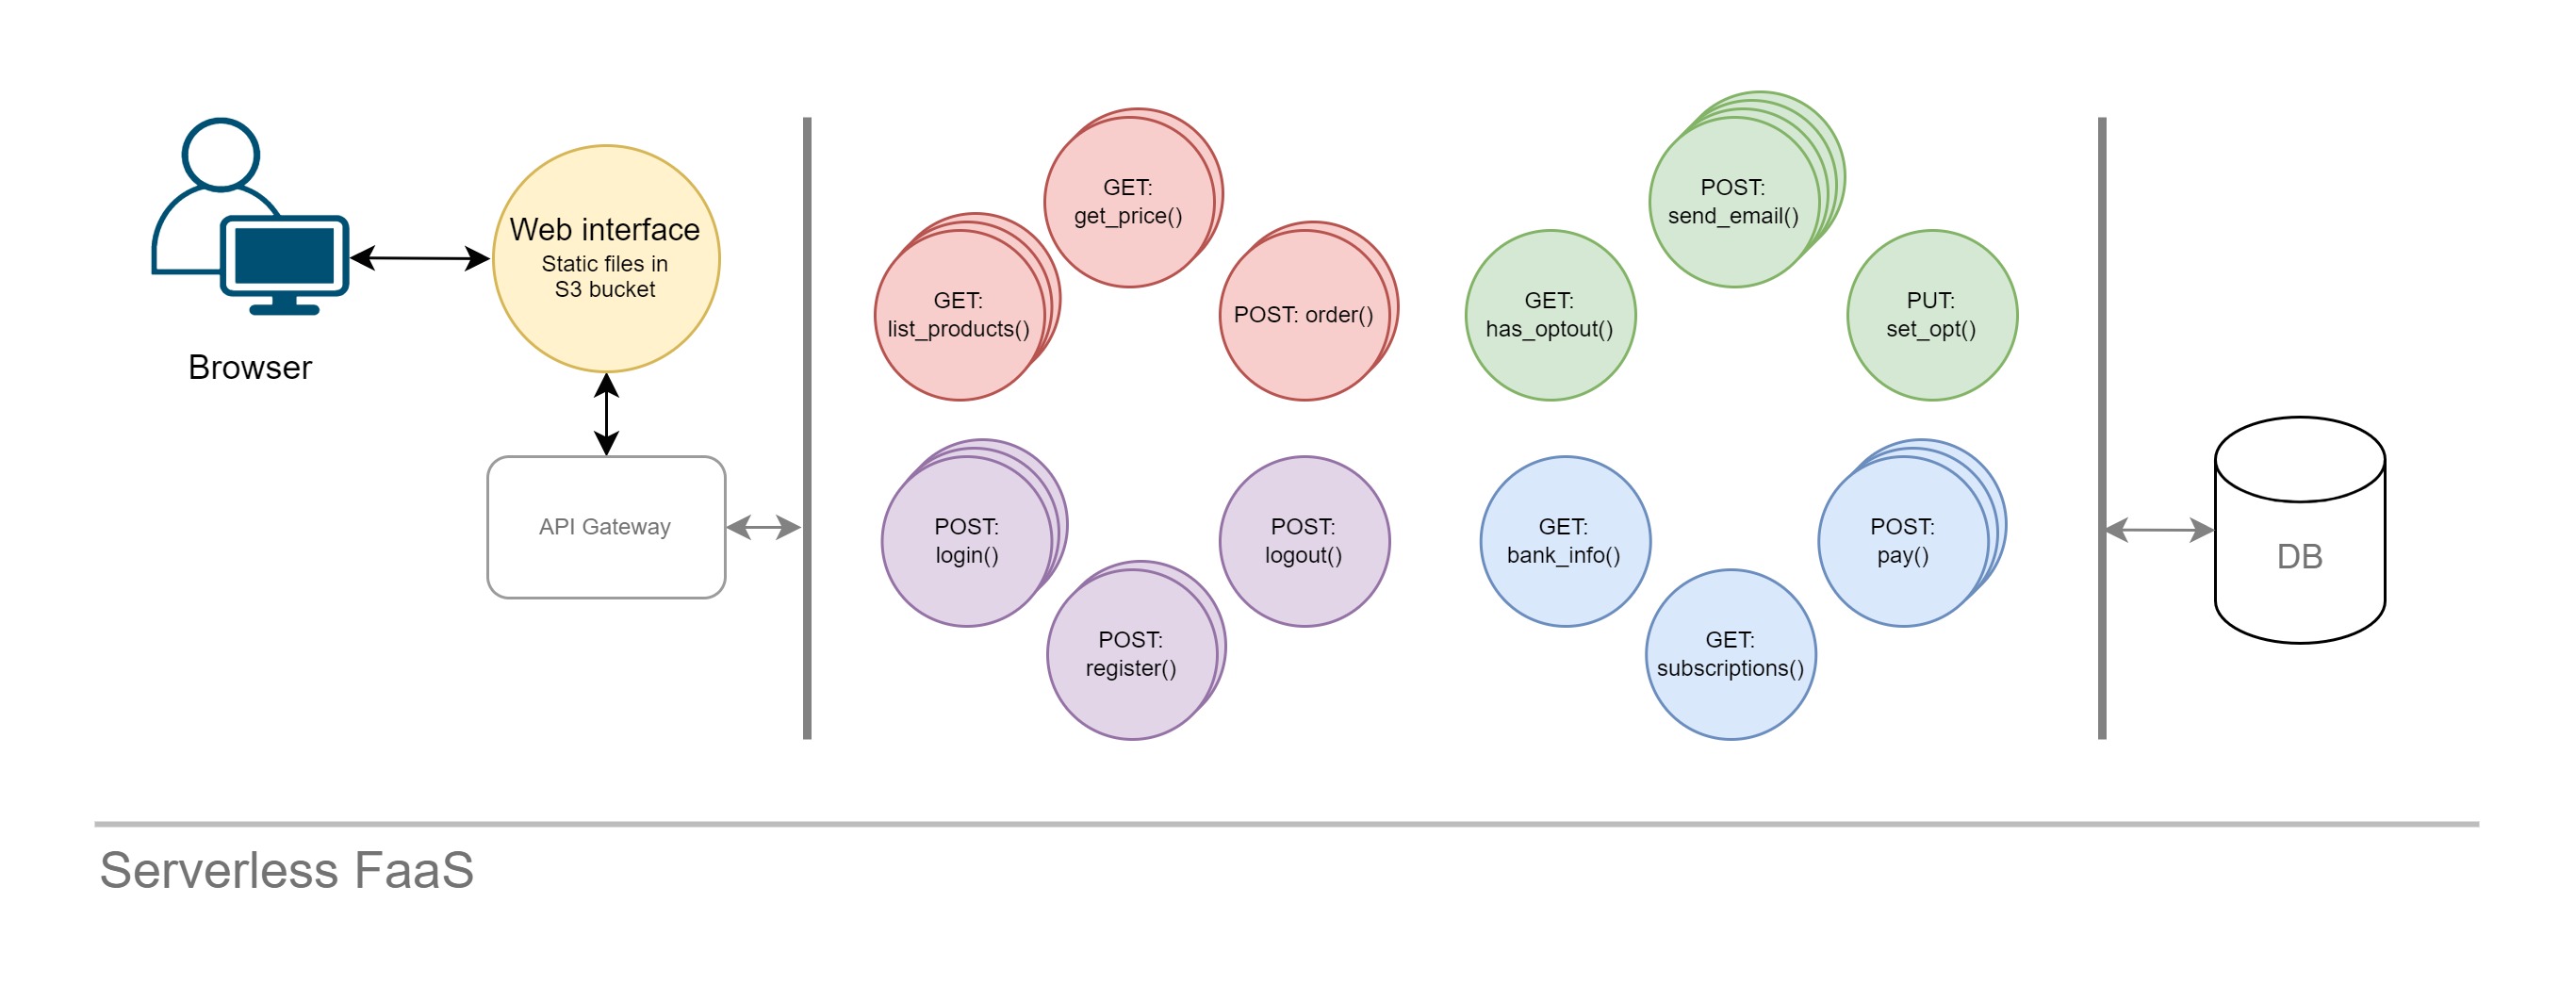 Browser
Web interface
Static files in
S3 bucket
API Gateway
GET:
get_price()
GET:
list_products()
POST: order()
POST:
send_email()
GET:
has_optout()
PUT:
set_opt()
POST:
login()
POST:
logout()
POST:
register()
GET:
bank_info()
POST:
pay()
GET:
subscriptions()
DB
Serverless FaaS